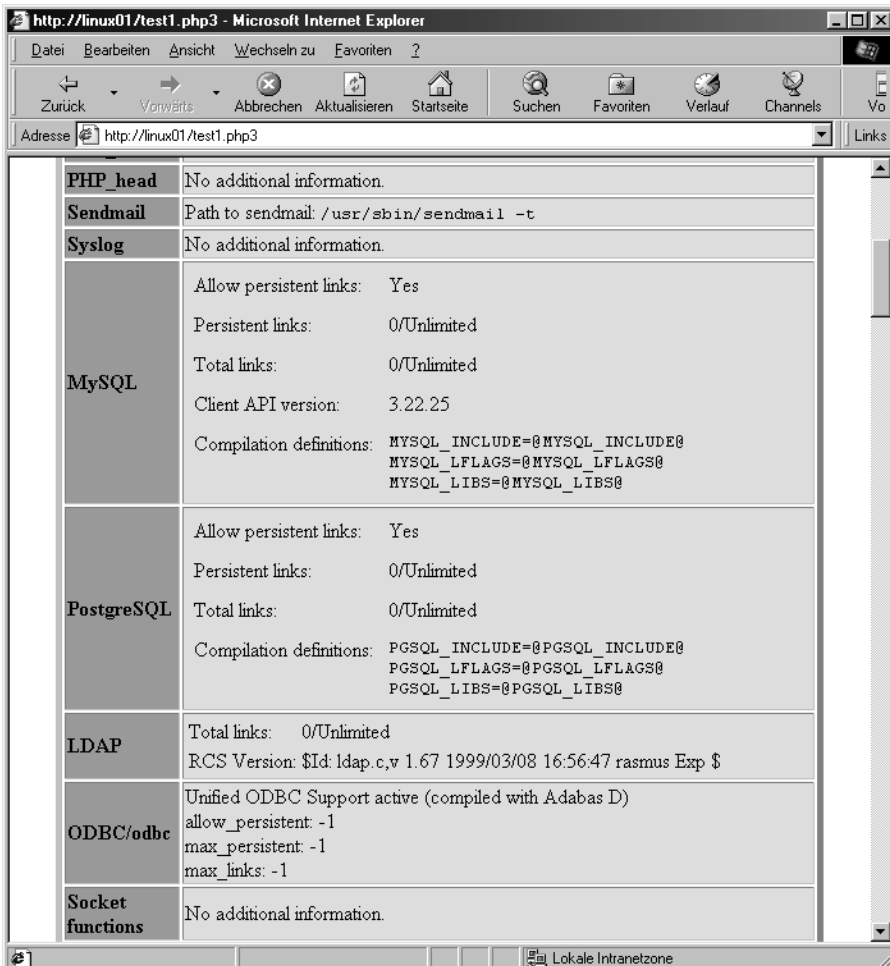 http://linux01/test1.php3 - Microsoft Internet Explorer
Datei Bearbeiten Ansicht Wechseln zu Favoriten ?
Zurück Vorwärts Abbrechen Aktualisieren Startseite Suchen Favoriten Verlauf Channels Vo
Adresse http://linux01/test1.php3 Links
PHP_head No additional information.
Sendmail Path to sendmail: /usr/sbin/sendmail -t
Syslog No additional information.
MySQL
Allow persistent links: Yes
Persistent links: 0/Unlimited
Total links: 0/Unlimited
Client API version: 3.22.25
Compilation definitions: MYSQL_INCLUDE=@MYSQL_INCLUDE@
MYSQL_LFLAGS=@MYSQL_LFLAGS@
MYSQL_LIBS=@MYSQL_LIBS@
PostgreSQL
Allow persistent links: Yes
Persistent links: 0/Unlimited
Total links: 0/Unlimited
Compilation definitions: PGSQL_INCLUDE=@PGSQL_INCLUDE@
PGSQL_LFLAGS=@PGSQL_LFLAGS@
PGSQL_LIBS=@PGSQL_LIBS@
LDAP
Total links: 0/Unlimited
RCS Version: $Id: ldap.c,v 1.67 1999/03/08 16:56:47 rasmus Exp $
ODBC/odbc
Unified ODBC Support active (compiled with Adabas D)
allow_persistent: -1
max_persistent: -1
max_links: -1
Socket
functions
No additional information.
Lokale Intranetzone